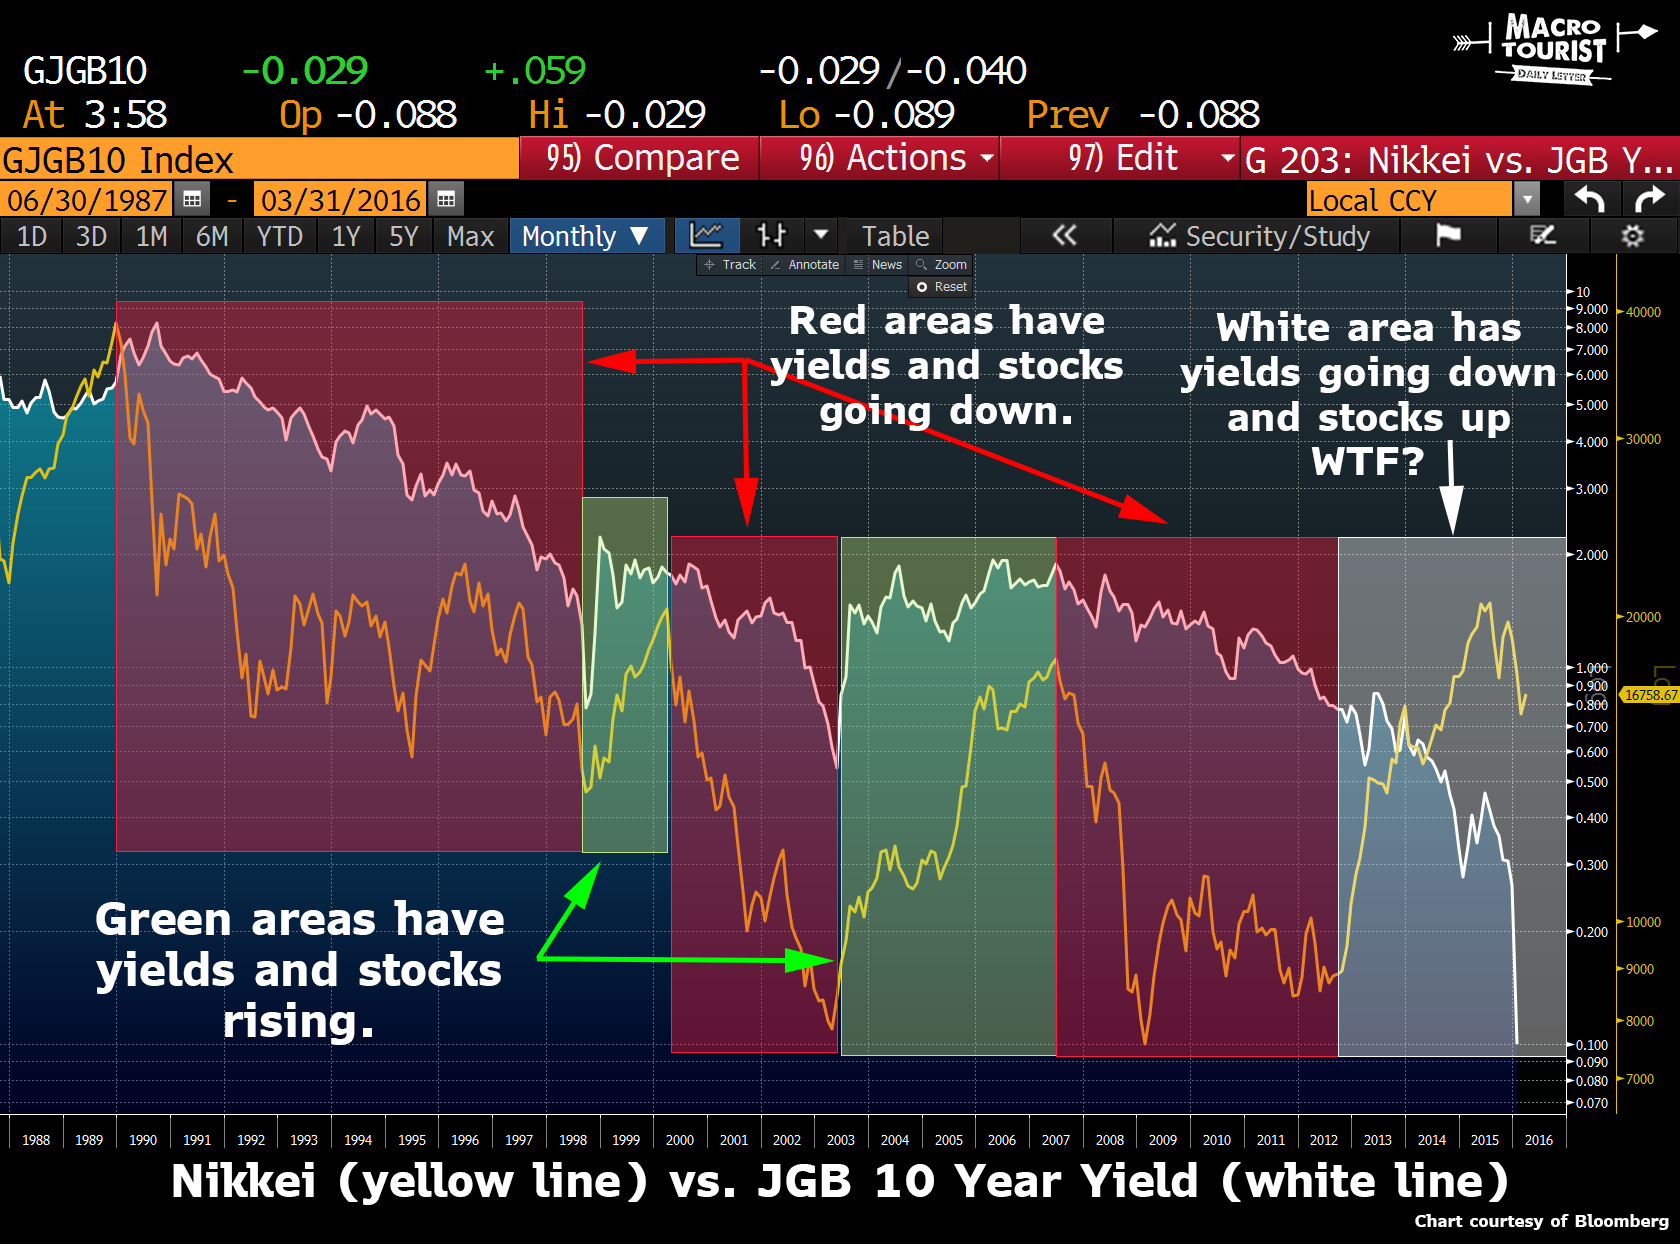 MACRO
TOURIST
DAILY LETTER
GJGB10 -0.029 +.059 -0.029/-0.040
At 3:58 Op -0.088 Hi -0.029 Lo -0.089 Prev -0.088
GJGB10 Index 95) Compare 96) Actions 97) Edit G 203: Nikkei vs. JGB Y...
06/30/1987 - 03/31/2016 Local CCY
1D 3D 1M 6M YTD 1Y 5Y Max Monthly ▼ Table « Security/Study
Track Annotate News Zoom
Reset
Red areas have
yields and stocks
going down.
White area has
yields going down
and stocks up
WTF?
Green areas have
yields and stocks
rising.
10
9.000
8.000
7.000
6.000
5.000
4.000
3.000
2.000
1.000
0.900
0.800
0.700
0.600
0.500
0.400
0.300
0.200
0.100
0.090
0.080
0.070
Log
40000
30000
20000
Log
16758.67
10000
9000
8000
7000
1988 1989 1990 1991 1992 1993 1994 1995 1996 1997 1998 1999 2000 2001 2002 2003 2004 2005 2006 2007 2008 2009 2010 2011 2012 2013 2014 2015 2016
Nikkei (yellow line) vs. JGB 10 Year Yield (white line)
Chart courtesy of Bloomberg